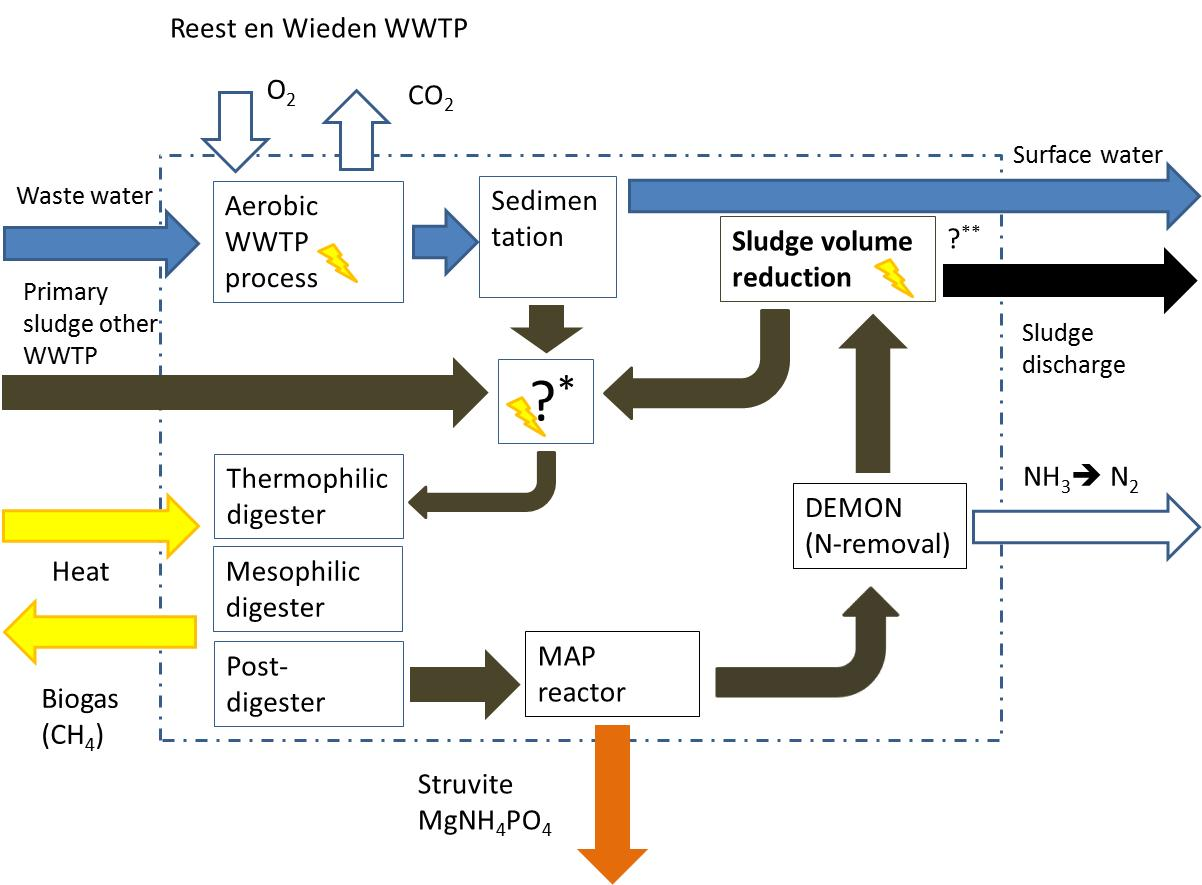 Reest en Wieden WWTP
O₂
CO₂
Surface water
Waste water
Aerobic
WWTP
process
Sedimen
tation
Sludge volume
reduction
?**
Primary
sludge other
WWTP
Sludge
discharge
?*
Thermophilic
digester
NH₃➔ N₂
DEMON
(N-removal)
Heat
Mesophilic
digester
Post-
digester
MAP
reactor
Biogas
(CH₄)
Struvite
MgNH₄PO₄